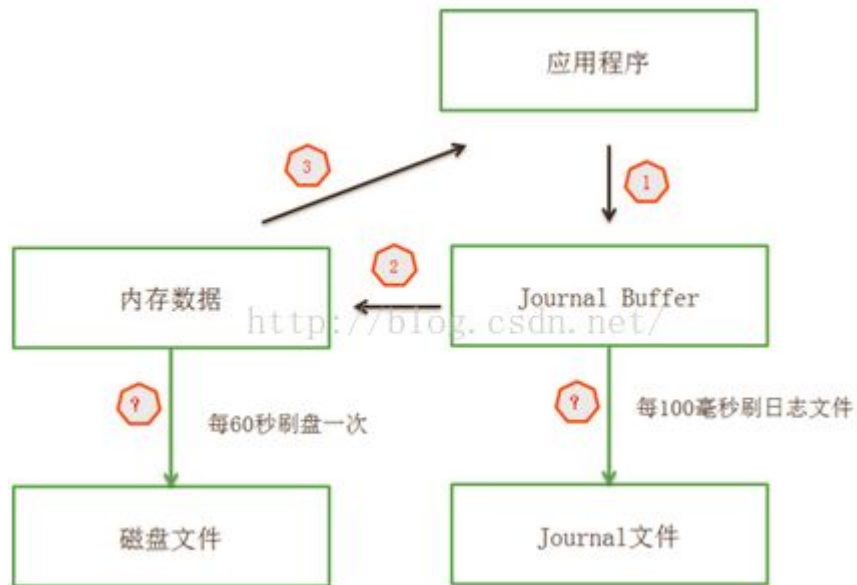 应用程序
3
1
2
内存数据
Journal Buffer
http://blog.csdn.net/
?
每60秒刷盘一次
?
每100毫秒刷日志文件
磁盘文件
Journal文件